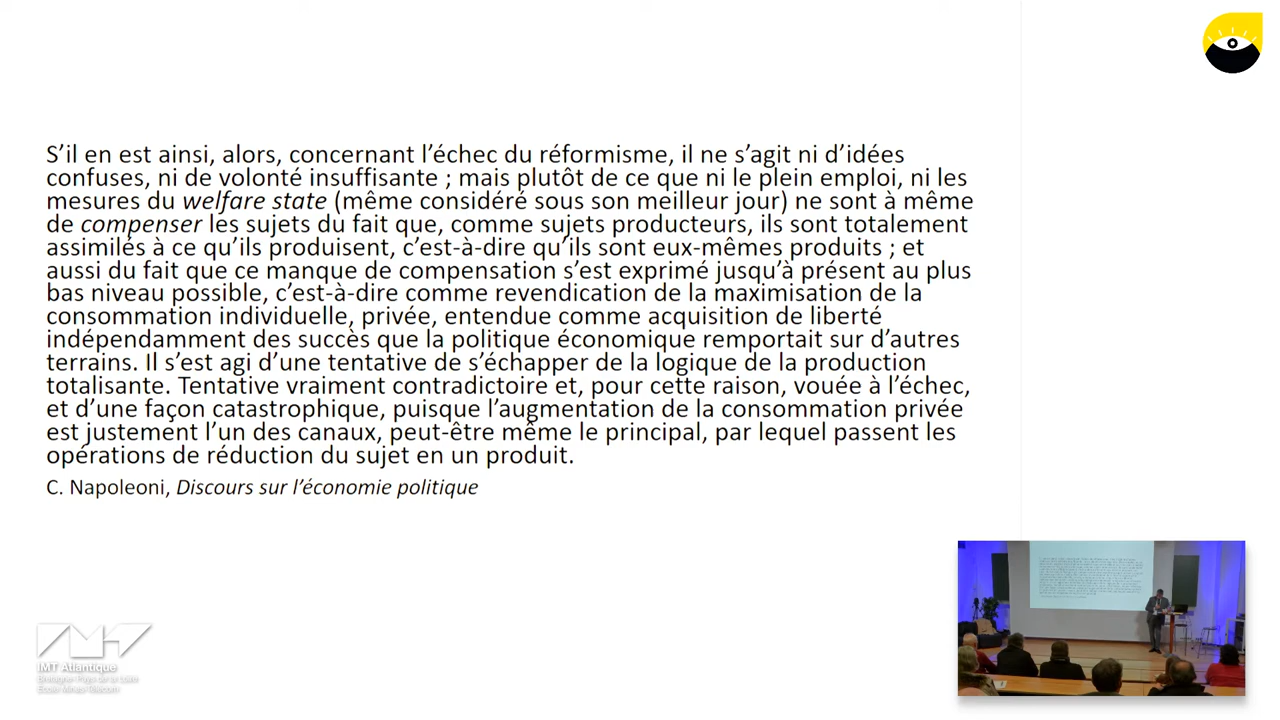 S’il en est ainsi, alors, concernant l’échec du réformisme, il ne s’agit ni d’idées
confuses, ni de volonté insuffisante ; mais plutôt de ce que ni le plein emploi, ni les
mesures du welfare state (même considéré sous son meilleur jour) ne sont à même
de compenser les sujets du fait que, comme sujets producteurs, ils sont totalement
assimilés à ce qu’ils produisent, c’est-à-dire qu’ils sont eux-mêmes produits ; et
aussi du fait que ce manque de compensation s’est exprimé jusqu’à présent au plus
bas niveau possible, c’est-à-dire comme revendication de la maximisation de la
consommation individuelle, privée, entendue comme acquisition de liberté
indépendamment des succès que la politique économique remportait sur d’autres
terrains. Il s’est agi d’une tentative de s’échapper de la logique de la production
totalisante. Tentative vraiment contradictoire et, pour cette raison, vouée à l’échec,
et d’une façon catastrophique, puisque l’augmentation de la consommation privée
est justement l’un des canaux, peut-être même le principal, par lequel passent les
opérations de réduction du sujet en un produit.
C. Napoleoni, Discours sur l’économie politique
IMT Atlantique
Bretagne-Pays de la Loire
École Mines-Télécom